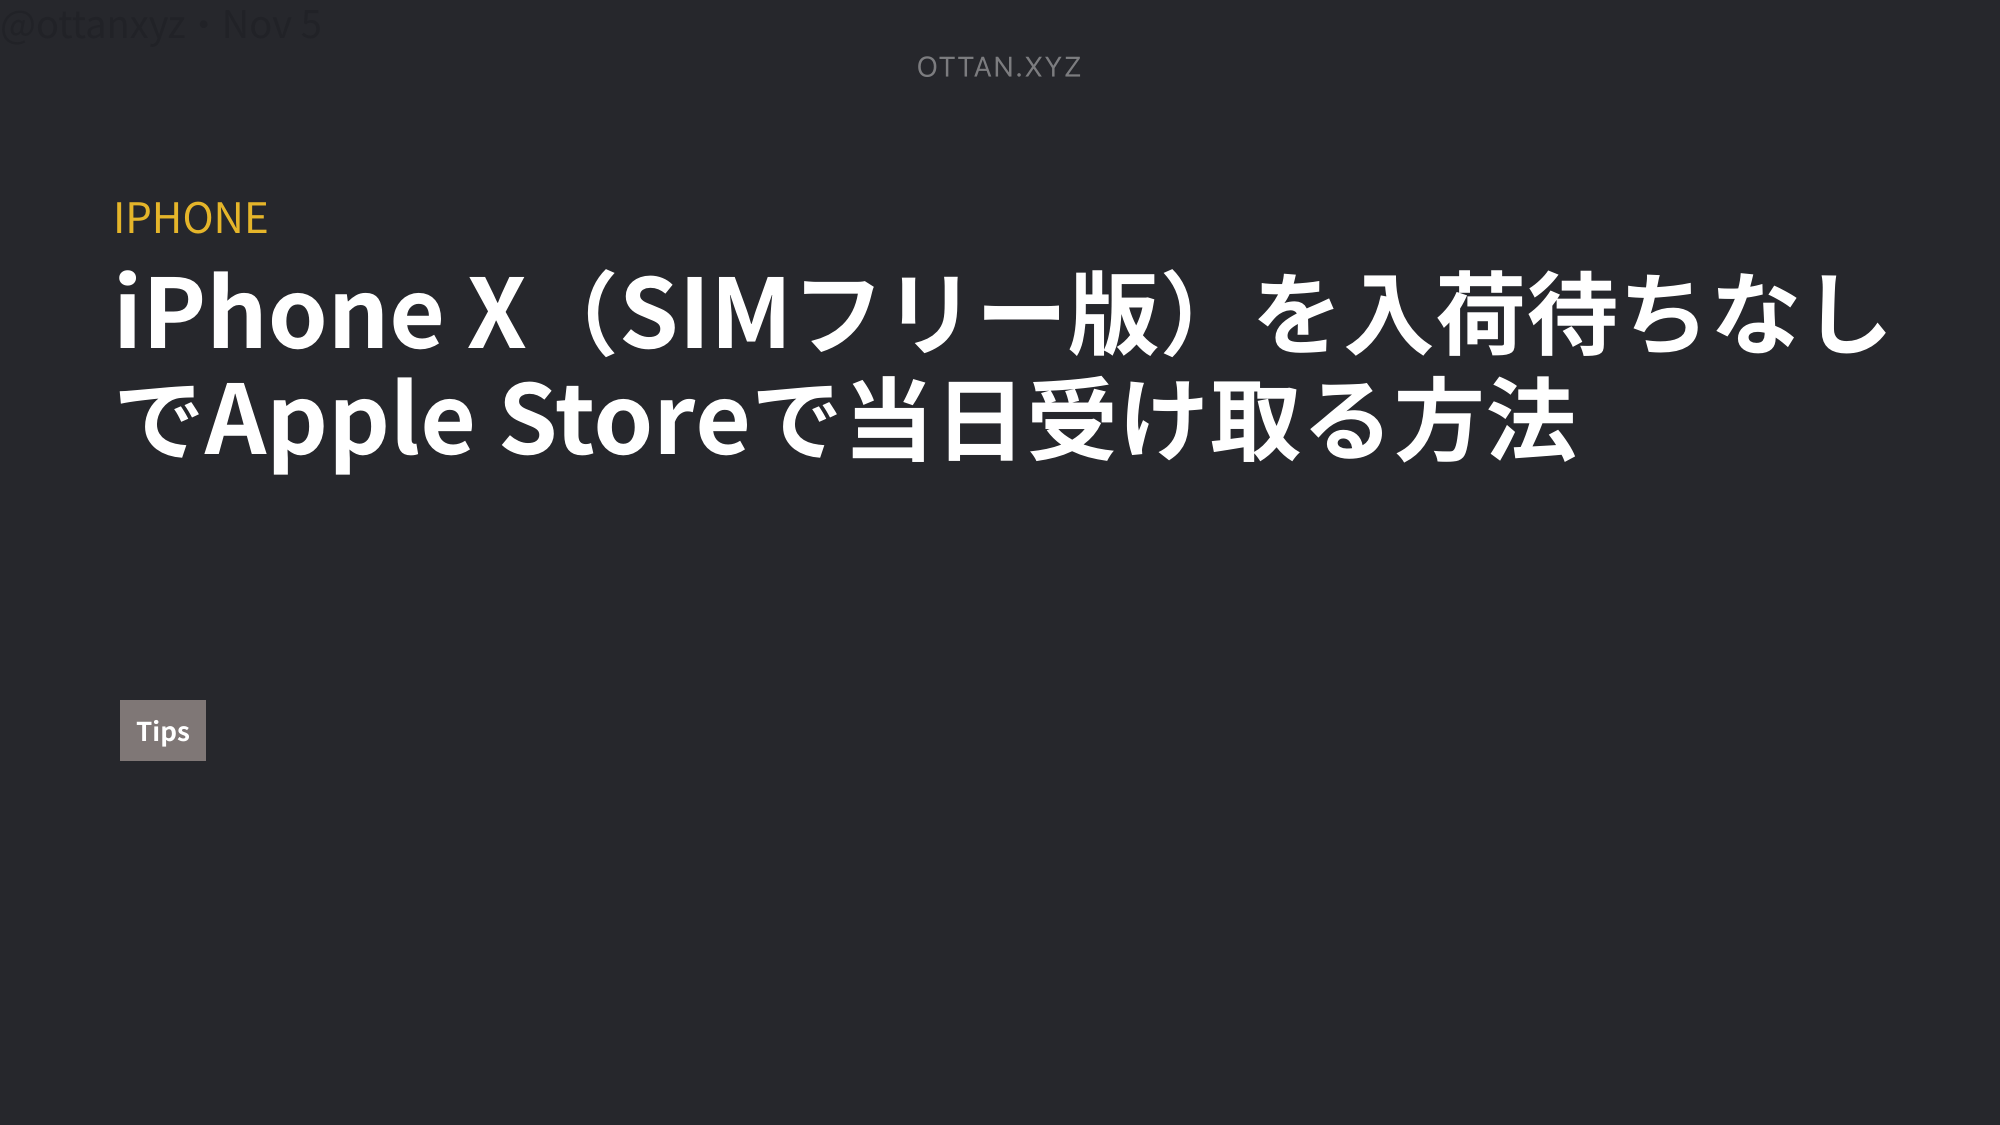 @ottanxyz・Nov 5
OTTAN.XYZ
IPHONE
iPhone X（SIMフリー版）を入荷待ちなし
でApple Storeで当日受け取る方法
Tips